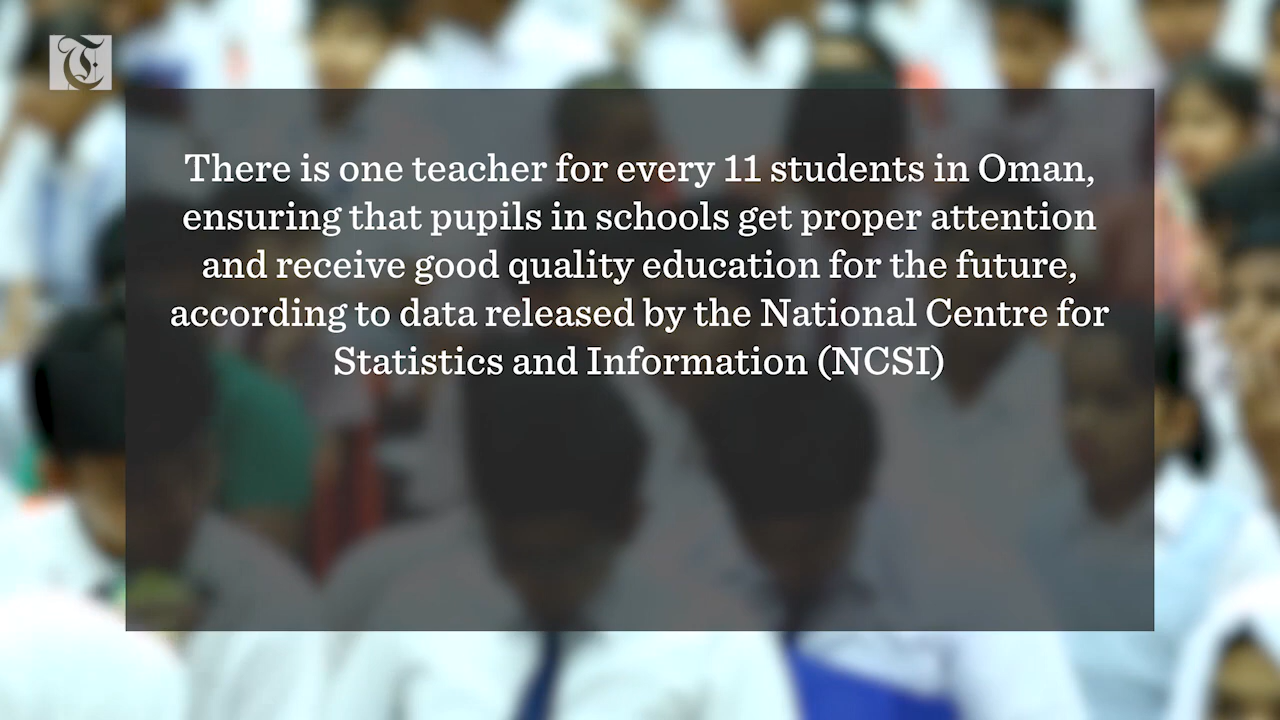 T
There is one teacher for every 11 students in Oman,
ensuring that pupils in schools get proper attention
and receive good quality education for the future,
according to data released by the National Centre for
Statistics and Information (NCSI)